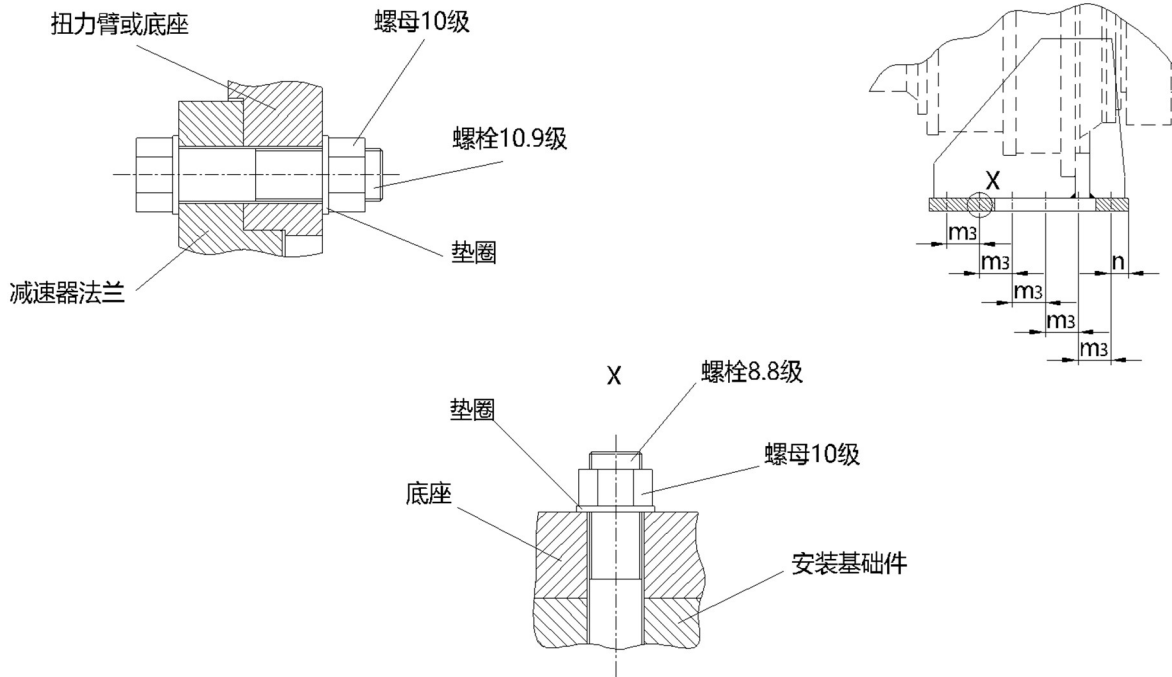 扭力臂或底座
螺母10级
螺栓10.9级
垫圈
减速器法兰
X
m3
m3
m3
m3
m3
n
X
螺栓8.8级
垫圈
螺母10级
底座
安装基础件